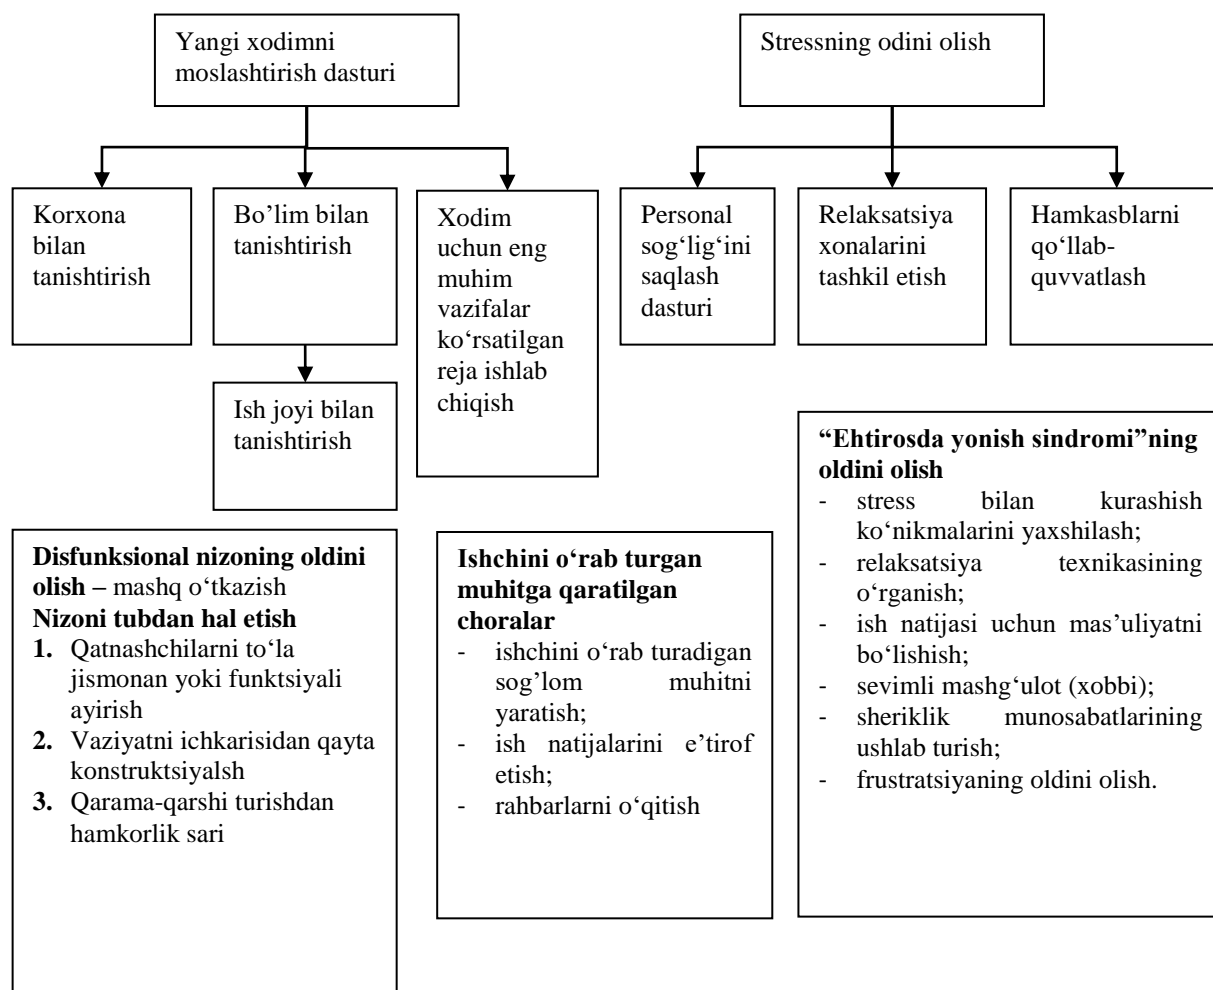 Yangi xodimni
moslashtirish dasturi
Stressning odini olish
Korxona
bilan
tanishtirish
Bo’lim bilan
tanishtirish
Xodim
uchun eng
muhim
vazifalar
ko‘rsatilgan
reja ishlab
chiqish
Personal
sog‘lig‘ini
saqlash
dasturi
Relaksatsiya
xonalarini
tashkil etish
Hamkasblarni
qo‘llab-
quvvatlash
Ish joyi bilan
tanishtirish
“Ehtirosda yonish sindromi”ning
oldini olish
- stress bilan kurashish
ko‘nikmalarini yaxshilash;
- relaksatsiya texnikasining
o‘rganish;
- ish natijasi uchun mas’uliyatni
bo‘lishish;
- sevimli mashg‘ulot (xobbi);
- sheriklik munosabatlarining
ushlab turish;
- frustratsiyaning oldini olish.
Disfunksional nizoning oldini
olish – mashq o‘tkazish
Nizoni tubdan hal etish
1. Qatnashchilarni to‘la
jismonan yoki funktsiyali
ayirish
2. Vaziyatni ichkarisidan qayta
konstruktsiyalsh
3. Qarama-qarshi turishdan
hamkorlik sari
Ishchini o‘rab turgan
muhitga qaratilgan
choralar
- ishchini o‘rab turadigan
sog’lom muhitni
yaratish;
- ish natijalarini e’tirof
etish;
- rahbarlarni o‘qitish